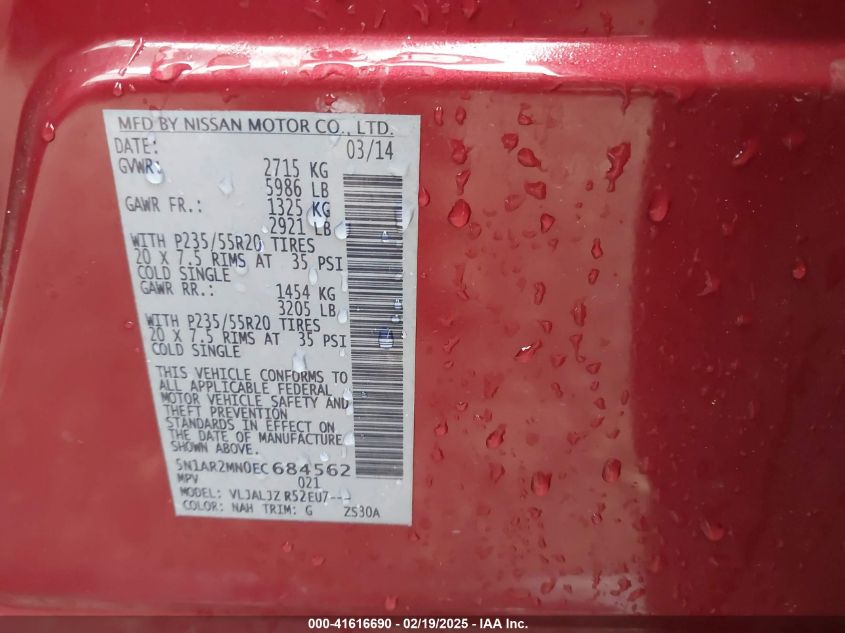 MFD BY NISSAN MOTOR CO., LTD.
DATE: 03/14
GVWR: 2715 KG
5986 LB
GAWR FR.: 1325 KG
2921 LB
WITH P235/55R20 TIRES
20 X 7.5 RIMS AT 35 PSI
COLD SINGLE
GAWR RR.: 1454 KG
3205 LB
WITH P235/55R20 TIRES
20 X 7.5 RIMS AT 35 PSI
COLD SINGLE
THIS VEHICLE CONFORMS TO
ALL APPLICABLE FEDERAL
MOTOR VEHICLE SAFETY AND
THEFT PREVENTION
STANDARDS IN EFFECT ON
THE DATE OF MANUFACTURE
SHOWN ABOVE.
5N1AR2MN0EC684562
MPV 021
MODEL: VLJALJZ R52EU7---
COLOR: NAH TRIM: G ZS30A
000-41616690 - 02/19/2025 - IAA Inc.